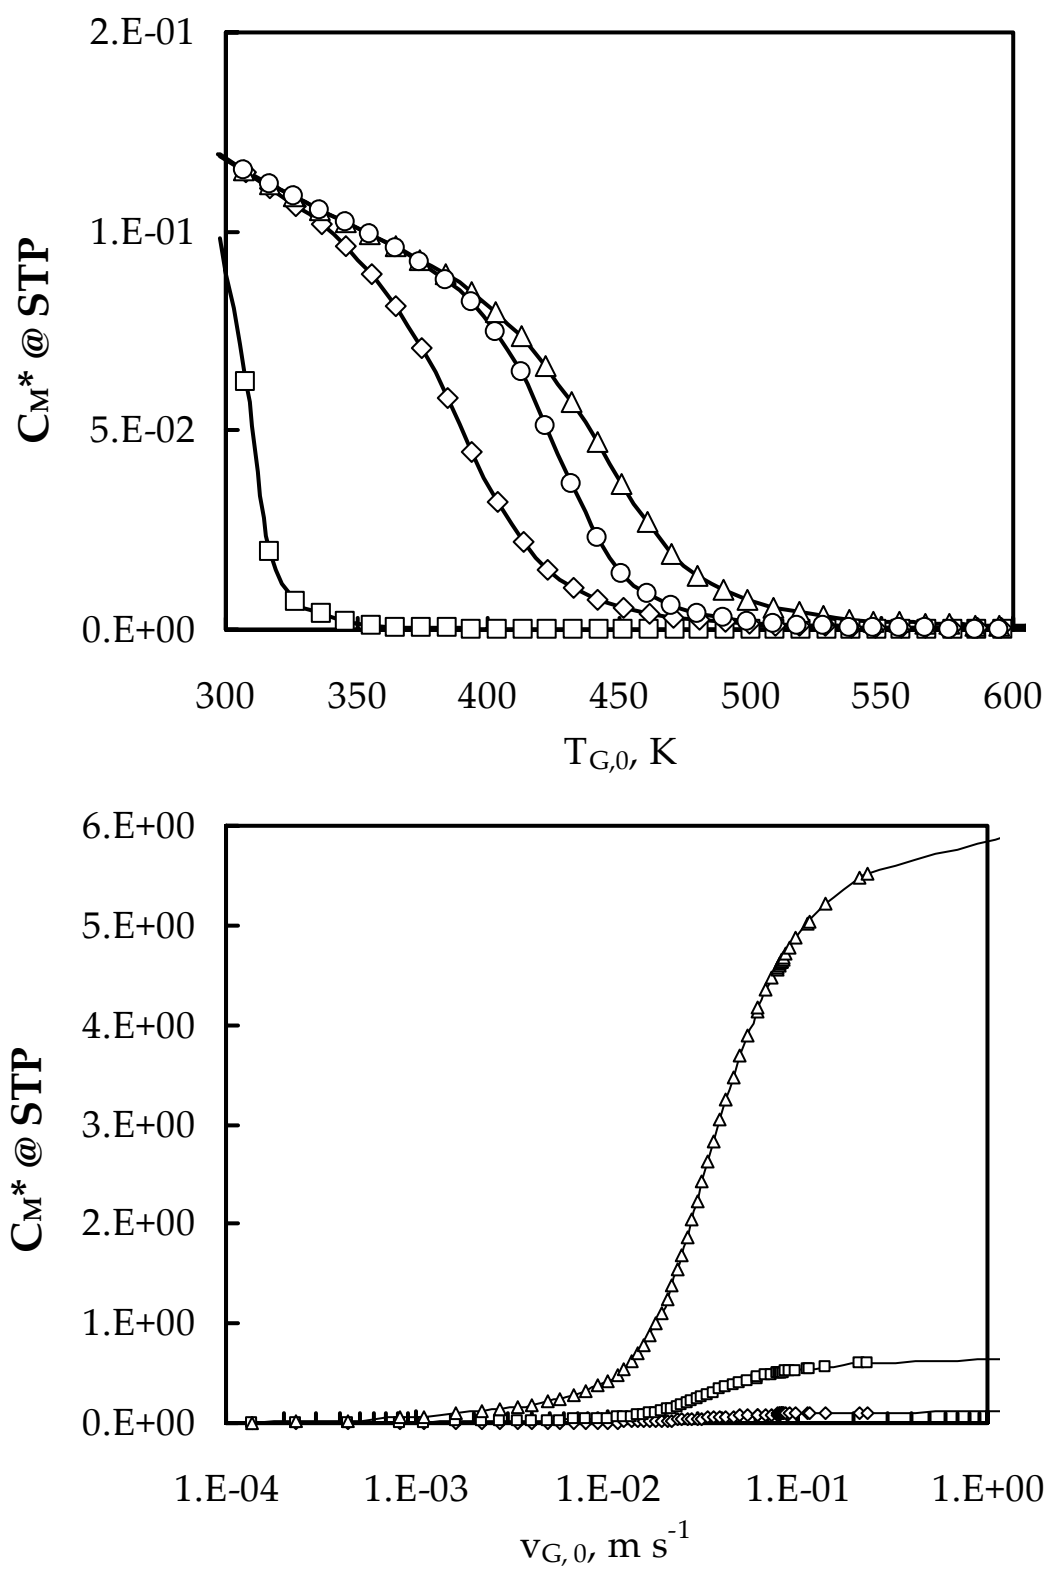 2.E-01
1.E-01
5.E-02
0.E+00
C_M* @ STP
300 350 400 450 500 550 600
T_G,0, K
6.E+00
5.E+00
4.E+00
3.E+00
2.E+00
1.E+00
0.E+00
C_M* @ STP
1.E-04 1.E-03 1.E-02 1.E-01 1.E+00
v_G, 0, m s^-1